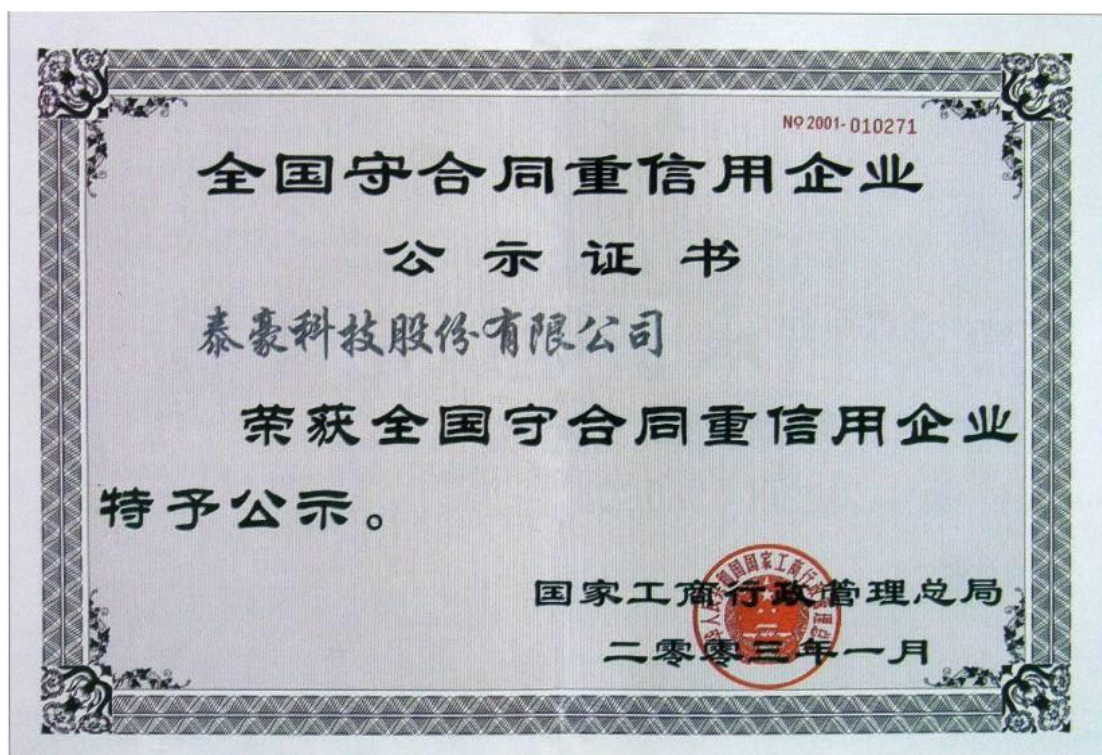 №2001-010271
全国守合同重信用企业
公示证书
泰豪科技股份有限公司
荣获全国守合同重信用企业
特予公示。
国家工商行政管理总局
二零零三年一月